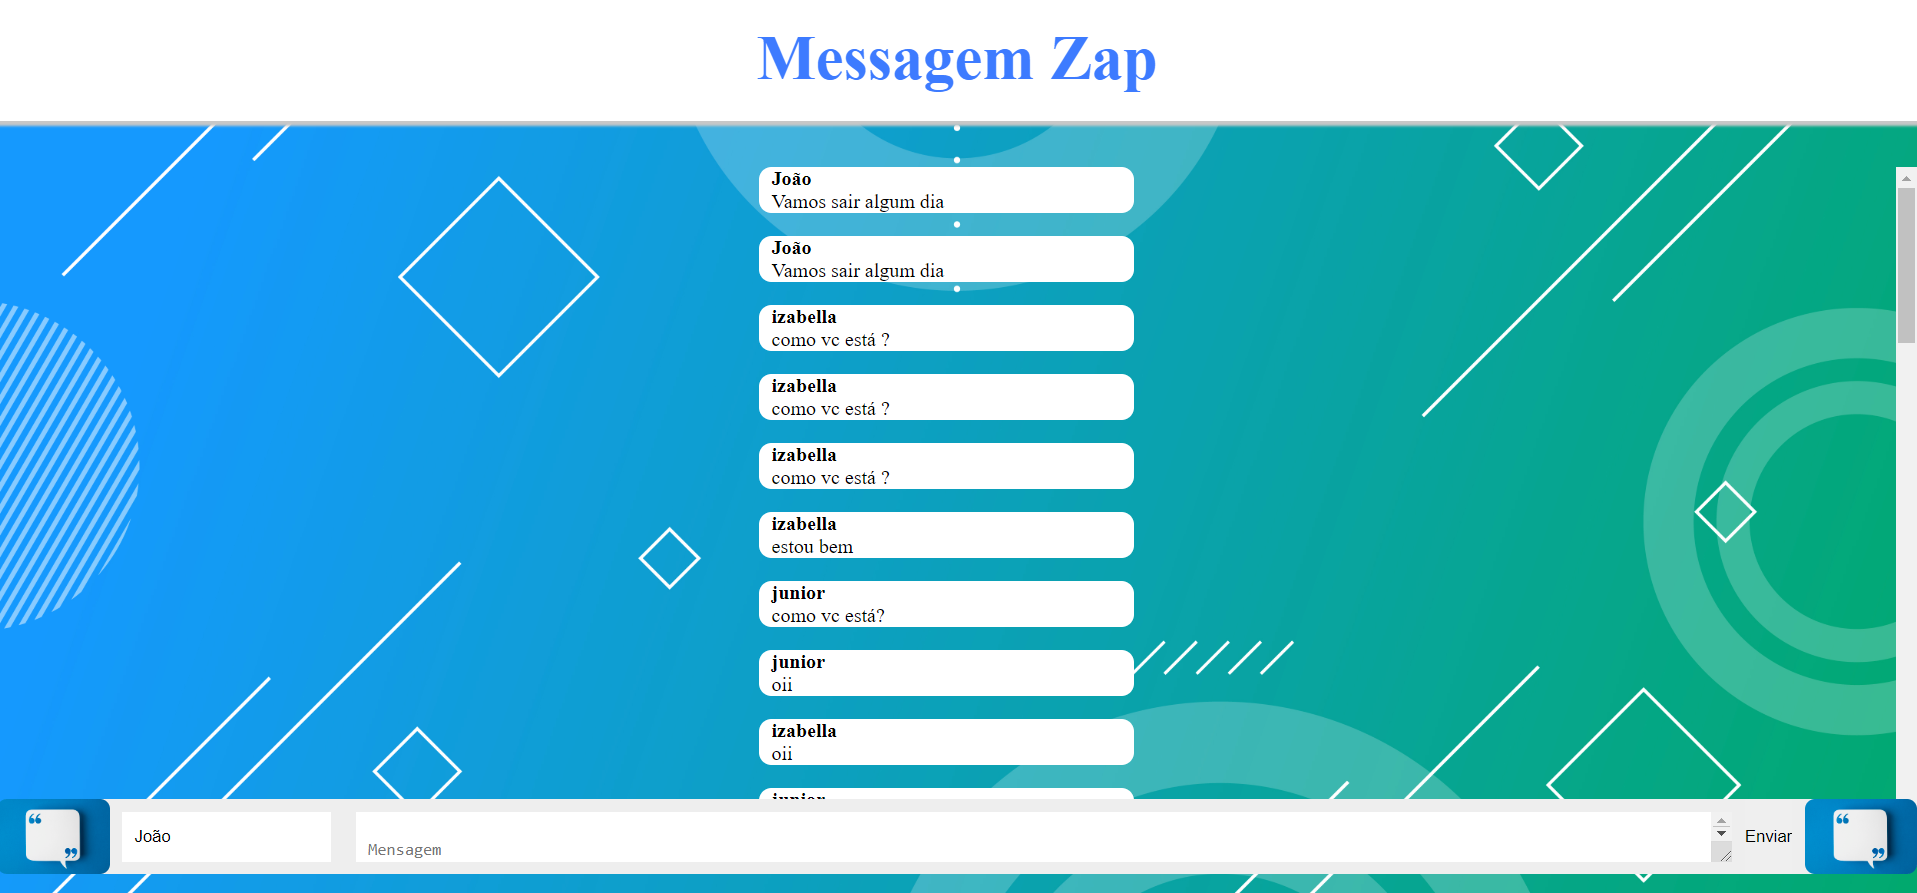 Messagem Zap
João
Vamos sair algum dia
João
Vamos sair algum dia
izabella
como vc está ?
izabella
como vc está ?
izabella
como vc está ?
izabella
estou bem
junior
como vc está?
junior
oii
izabella
oii
junior
João
Mensagem
Enviar